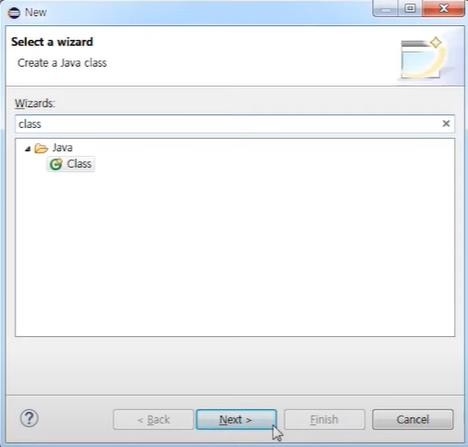 New
Select a wizard
Create a Java class
Wizards:
class
Java
Class
< Back Next > Finish Cancel